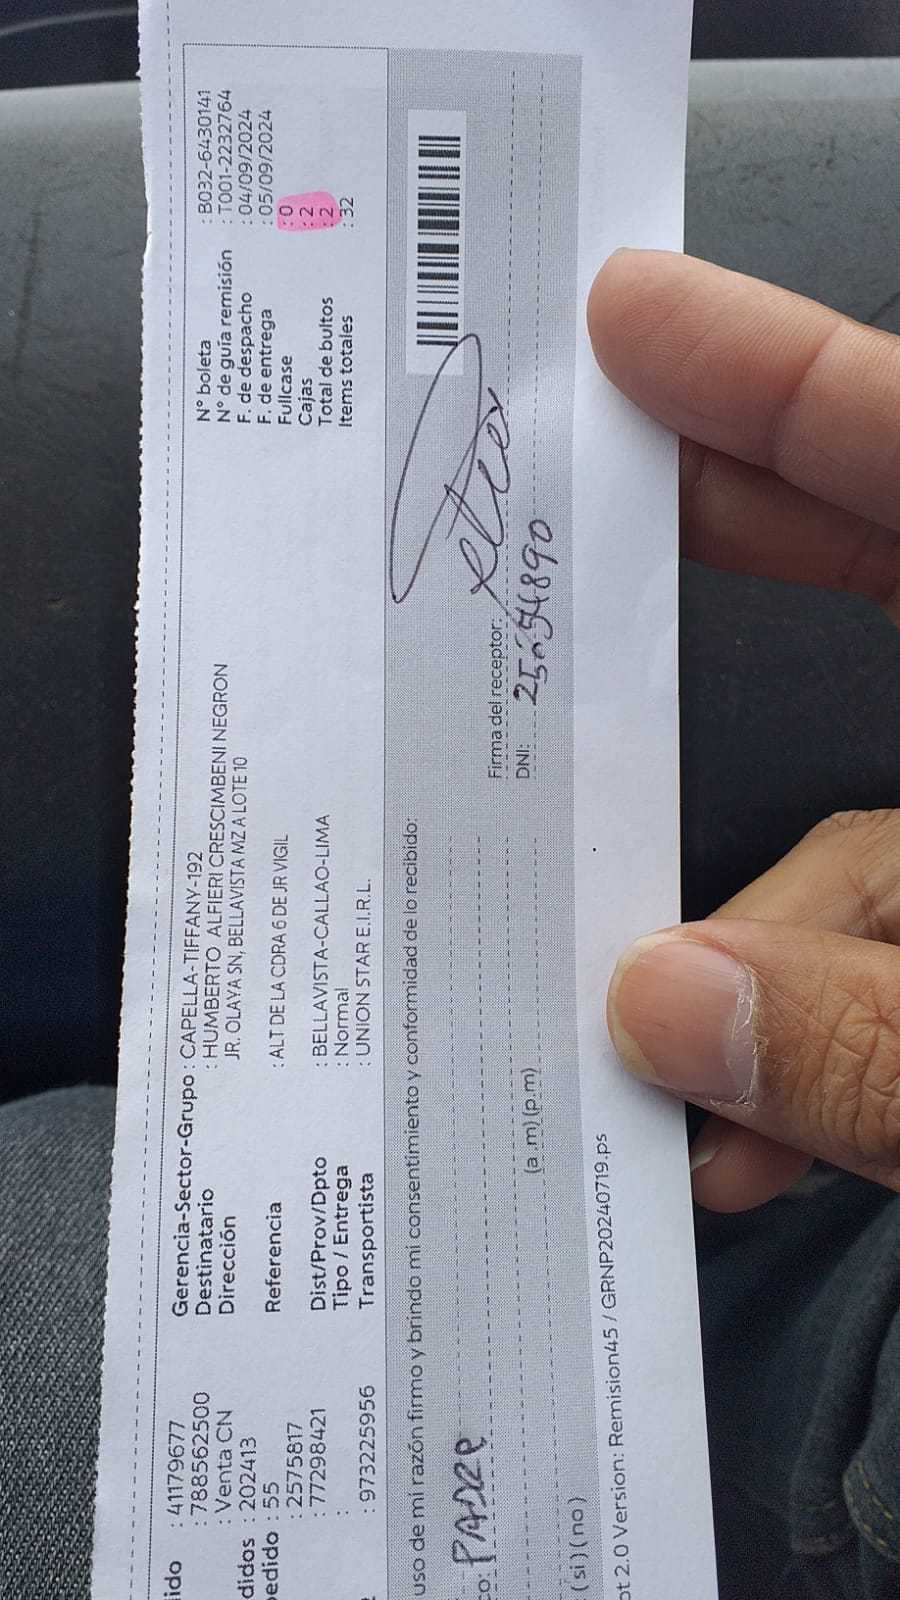 ido : 41179677
: 788562500
: Venta CN
didos : 202413
edido : 55
: 2575817
: 77298421
:
: 973225956
Gerencia-Sector-Grupo : CAPELLA-TIFFANY-192
Destinatario : HUMBERTO ALFIERI CRESCIMBENI NEGRON
Dirección JR. OLAYA SN, BELLAVISTA MZ A LOTE 10
Referencia : ALT DE LA CDRA 6 DE JR VIGIL
Dist/Prov/Dpto : BELLAVISTA-CALLAO-LIMA
Tipo / Entrega : Normal
Transportista : UNION STAR E.I.R.L.
N° boleta : B032-6430141
N° de guía remisión : T001-2232764
F. de despacho : 04/09/2024
F. de entrega : 05/09/2024
Fullcase : 0
Cajas : 2
Total de bultos : 2
Items totales : 32
uso de mi razón firmo y brindo mi consentimiento y conformidad de lo recibido:
co: PADRE
Firma del receptor:
DNI:
(a .m) (p.m)
( si ) ( no )
ot 2.0 Version: Remision45 / GRNP20240719.ps